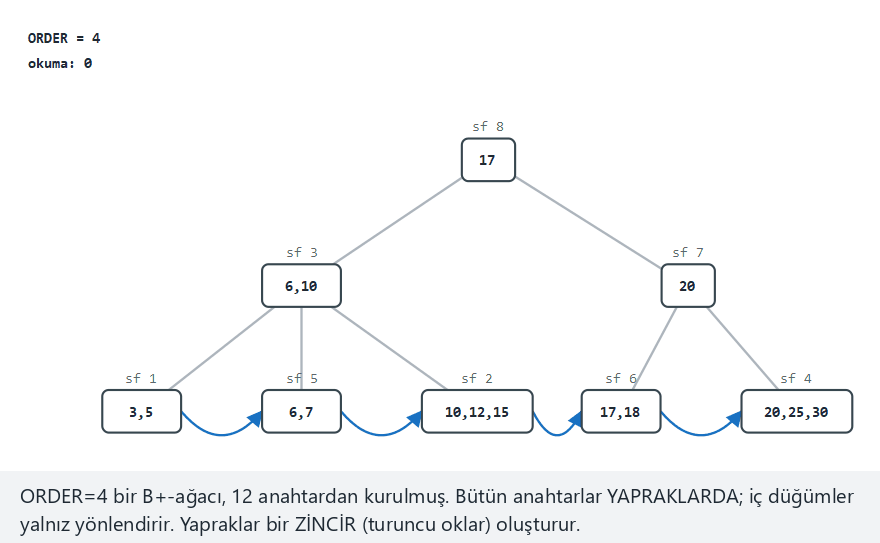 ORDER = 4
okuma: 0
sf 8
17
sf 3
sf 7
6,10
20
sf 1
sf 5
sf 2
sf 6
sf 4
3,5
6,7
10,12,15
17,18
20,25,30
ORDER=4 bir B+-ağacı, 12 anahtardan kurulmuş. Bütün anahtarlar YAPRAKLARDA; iç düğümler
yalnız yönlendirir. Yapraklar bir ZİNCİR (turuncu oklar) oluşturur.